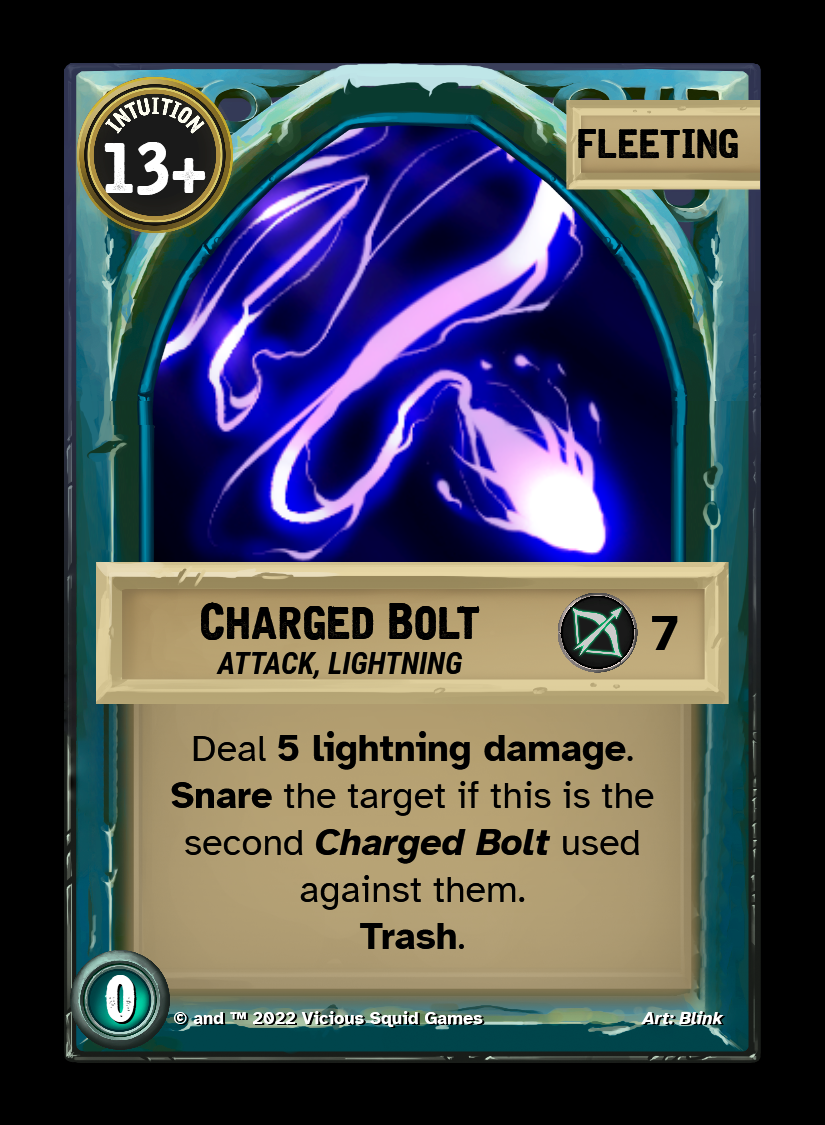 INTUITION
13+
FLEETING
CHARGED BOLT
ATTACK, LIGHTNING
7
Deal 5 lightning damage.
Snare the target if this is the
second Charged Bolt used
against them.
Trash.
0
© and ™ 2022 Vicious Squid Games
Art: Blink